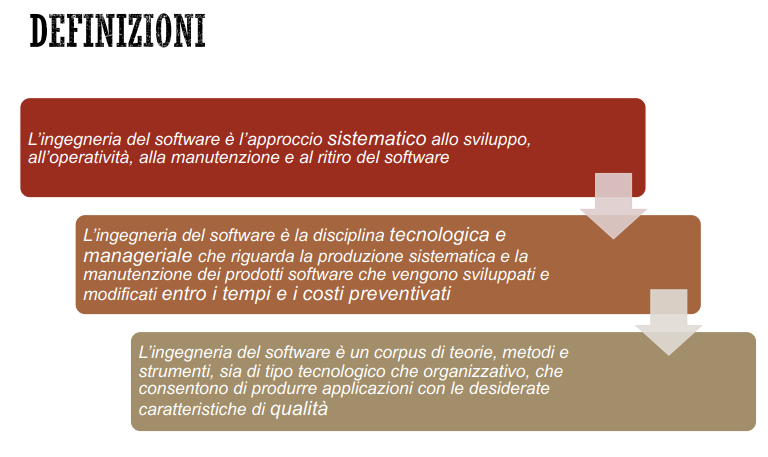 DEFINIZIONI
L'ingegneria del software è l'approccio sistematico allo sviluppo,
all'operatività, alla manutenzione e al ritiro del software
L'ingegneria del software è la disciplina tecnologica e
manageriale che riguarda la produzione sistematica e la
manutenzione dei prodotti software che vengono sviluppati e
modificati entro i tempi e i costi preventivati
L'ingegneria del software è un corpus di teorie, metodi e
strumenti, sia di tipo tecnologico che organizzativo, che
consentono di produrre applicazioni con le desiderate
caratteristiche di qualità